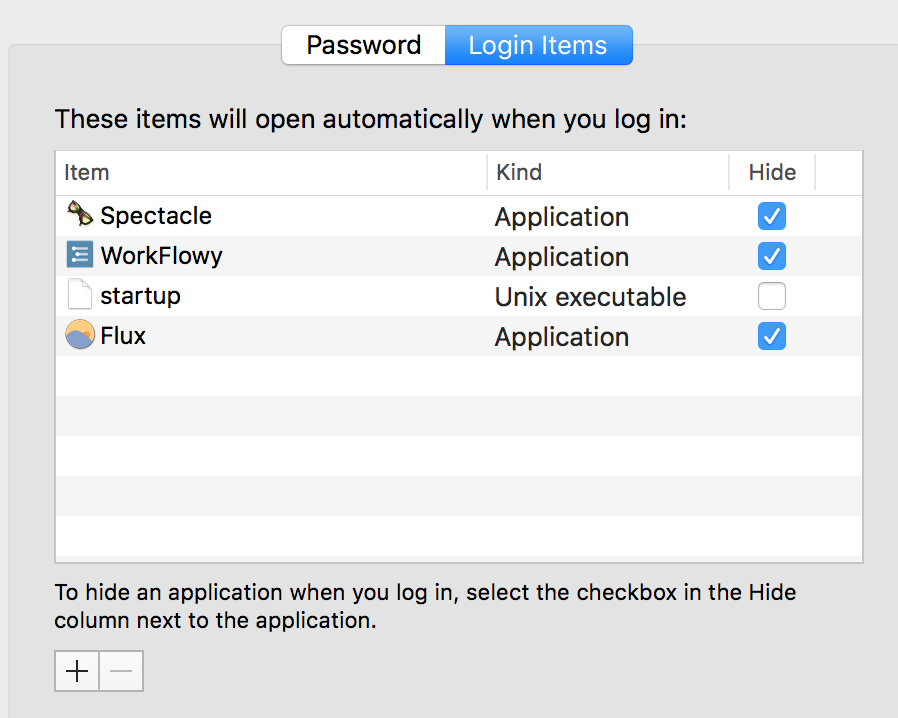 Password Login Items
These items will open automatically when you log in:
Item Kind Hide
Spectacle Application
WorkFlowy Application
startup Unix executable
Flux Application
To hide an application when you log in, select the checkbox in the Hide
column next to the application.